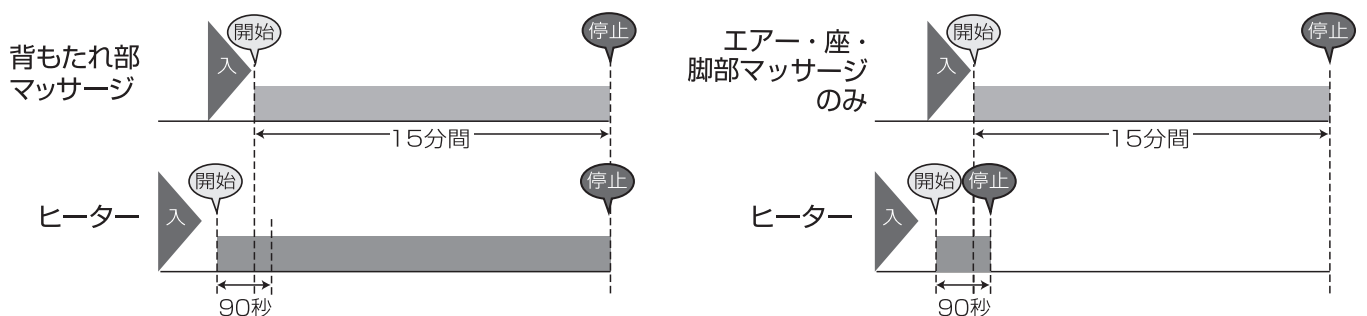 背もたれ部
マッサージ
入
開始
停止
15分間
ヒーター
入
開始
停止
90秒
エアー・座・
脚部マッサージ
のみ
入
開始
停止
15分間
ヒーター
入
開始
停止
90秒